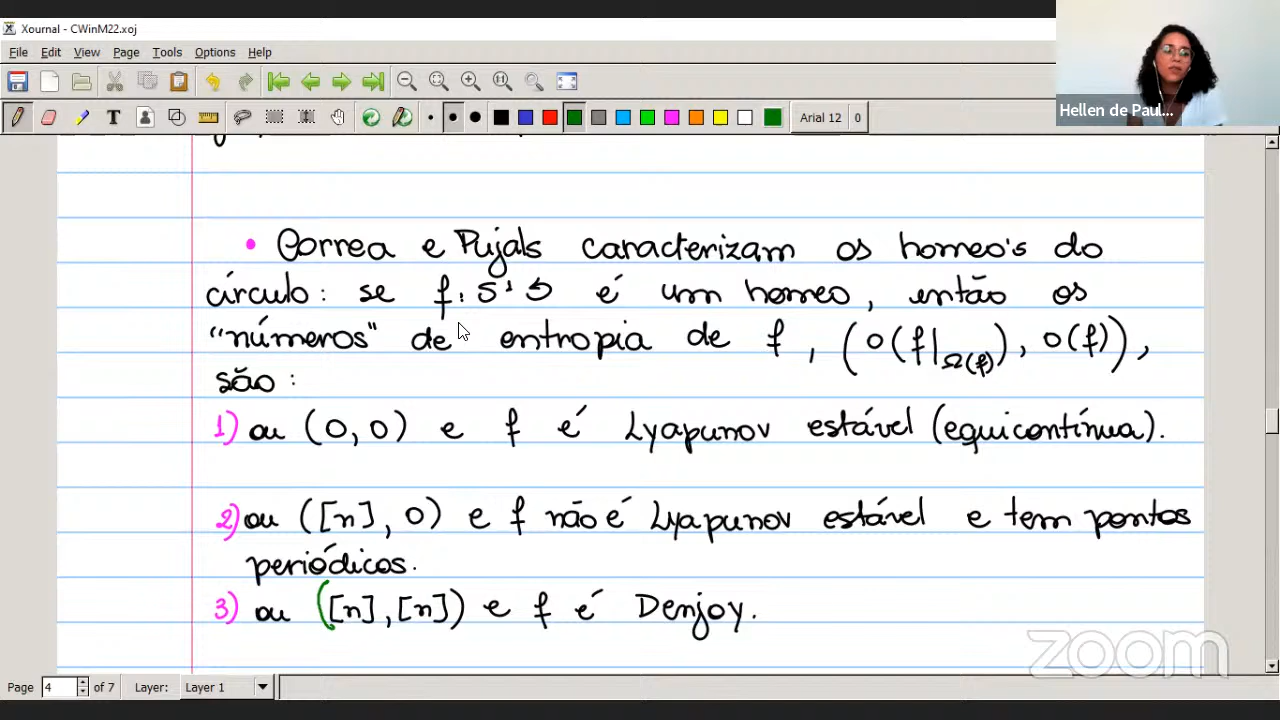 Xournal - CWinM22.xoj
File Edit View Page Tools Options Help
Arial 12 0
Hellen de Paul...
• Correa e Pujals caracterizam os homeo's do
círculo: se f: S¹ S é um homeo, então os
"números" de entropia de f, (o(f|Ω(f)), o(f)),
são:
1) ou (0,0) e f é Lyapunov estável (equicontínua).
2) ou ([n], 0) e f não é Lyapunov estável e tem pontos
periódicos.
3) ou ([n],[n]) e f é Denjoy.
zoom
Page 4 of 7 Layer: Layer 1